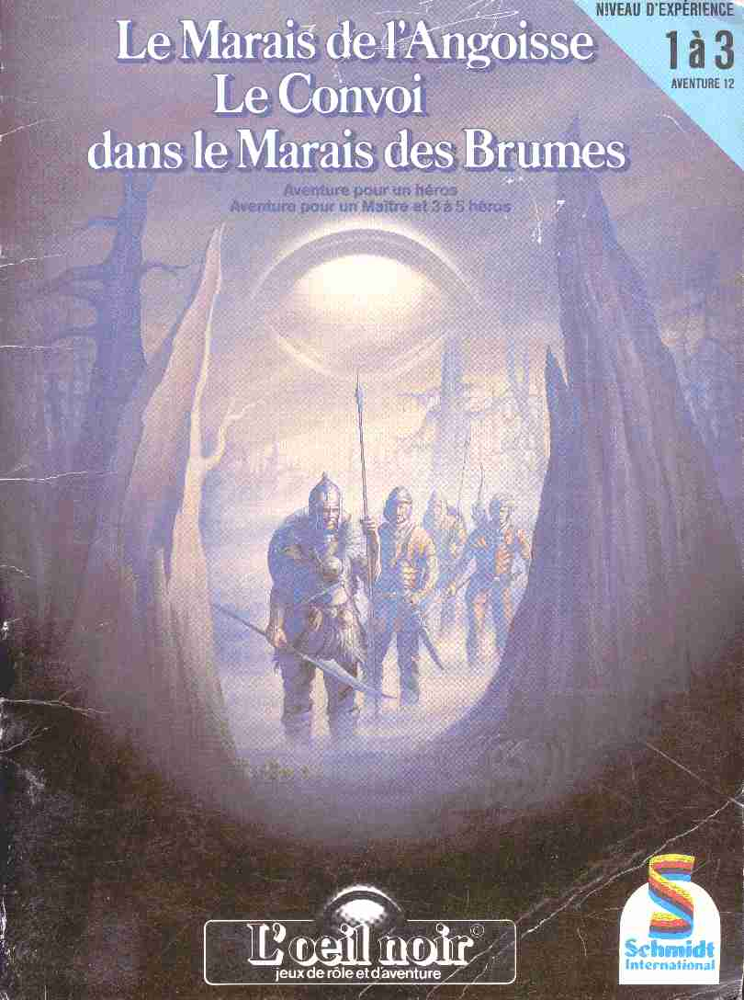 NIVEAU D'EXPÉRIENCE
1 à 3
AVENTURE 12
Le Marais de l'Angoisse
Le Convoi
dans le Marais des Brumes
Aventure pour un héros
Aventure pour un Maître et 3 à 5 héros
L'oeil noir©
jeux de rôle et d'aventure
Schmidt
International